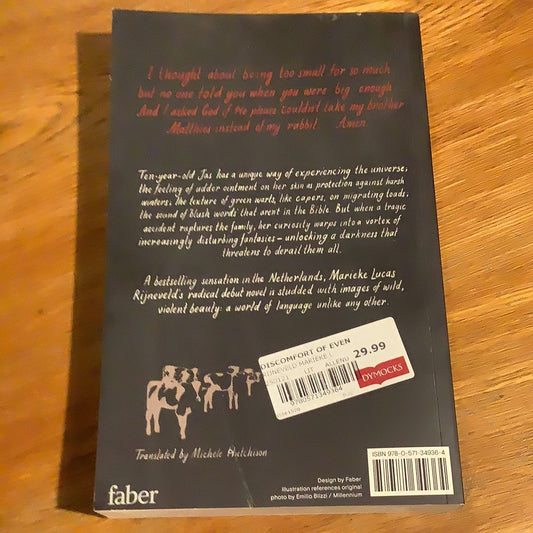 I thought about being too small for so much
but no one told you when you were big enough
And I asked God if He please couldn't take my brother
Matthies instead of my rabbit. Amen.
Ten-year-old Jas has a unique way of experiencing the universe:
the feeling of udder ointment on her skin as protection against harsh
winters; the texture of green warts, like capers, on migrating toads;
the sound of blush words that aren't in the Bible. But when a tragic
accident ruptures the family, her curiosity warps into a vortex of
increasingly disturbing fantasies – unlocking a darkness that
threatens to derail them all.
A bestselling sensation in the Netherlands, Marieke Lucas
Rijneveld's radical debut novel is studded with images of wild,
violent beauty: a world of language unlike any other.
DISCOMFORT OF EVEN
IJNEVELD MARIEKE L
LIT ALLENU 29.99
9780571349364
DYMOCKS
Translated by Michele Hutchison
faber
Design by Faber
Illustration references original
photo by Emilio Blizzi / Millennium
ISBN 978-0-571-34936-4